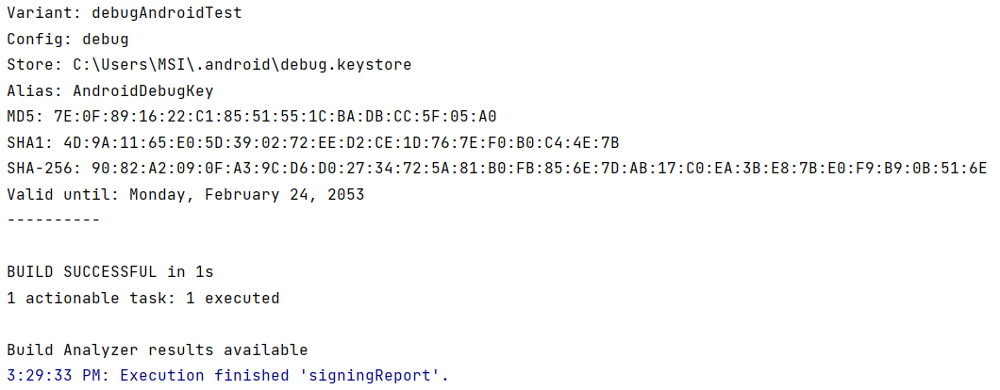 Variant: debugAndroidTest
Config: debug
Store: C:\Users\MSI\.android\debug.keystore
Alias: AndroidDebugKey
MD5: 7E:0F:89:16:22:C1:85:51:55:1C:BA:DB:CC:5F:05:A0
SHA1: 4D:9A:11:65:E0:5D:39:02:72:EE:D2:CE:1D:76:7E:F0:B0:C4:4E:7B
SHA-256: 90:82:A2:09:0F:A3:9C:D6:D0:27:34:72:5A:81:B0:FB:85:6E:7D:AB:17:C0:EA:3B:E8:7B:E0:F9:B9:0B:51:6E
Valid until: Monday, February 24, 2053
----------
BUILD SUCCESSFUL in 1s
1 actionable task: 1 executed
Build Analyzer results available
3:29:33 PM: Execution finished 'signingReport'.